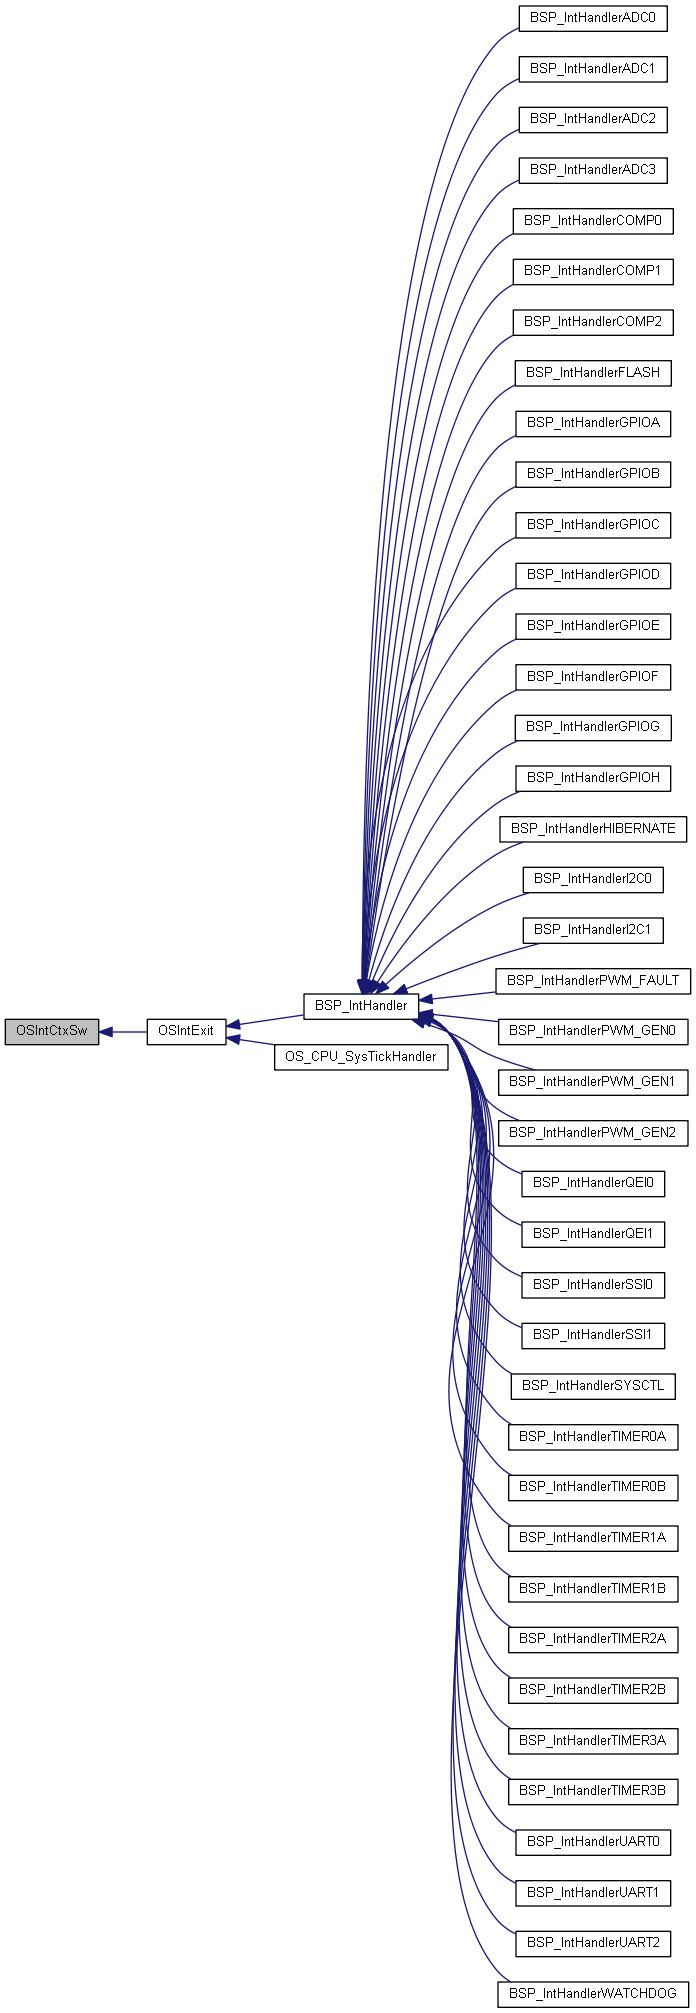 BSP_IntHandlerADC0
BSP_IntHandlerADC1
BSP_IntHandlerADC2
BSP_IntHandlerADC3
BSP_IntHandlerCOMP0
BSP_IntHandlerCOMP1
BSP_IntHandlerCOMP2
BSP_IntHandlerFLASH
BSP_IntHandlerGPIOA
BSP_IntHandlerGPIOB
BSP_IntHandlerGPIOC
BSP_IntHandlerGPIOD
BSP_IntHandlerGPIOE
BSP_IntHandlerGPIOF
BSP_IntHandlerGPIOG
BSP_IntHandlerGPIOH
BSP_IntHandlerHIBERNATE
BSP_IntHandlerI2C0
BSP_IntHandlerI2C1
BSP_IntHandlerPWM_FAULT
BSP_IntHandler
OSIntCtxSw
OSIntExit
BSP_IntHandlerPWM_GEN0
OS_CPU_SysTickHandler
BSP_IntHandlerPWM_GEN1
BSP_IntHandlerPWM_GEN2
BSP_IntHandlerQEI0
BSP_IntHandlerQEI1
BSP_IntHandlerSSI0
BSP_IntHandlerSSI1
BSP_IntHandlerSYSCTL
BSP_IntHandlerTIMER0A
BSP_IntHandlerTIMER0B
BSP_IntHandlerTIMER1A
BSP_IntHandlerTIMER1B
BSP_IntHandlerTIMER2A
BSP_IntHandlerTIMER2B
BSP_IntHandlerTIMER3A
BSP_IntHandlerTIMER3B
BSP_IntHandlerUART0
BSP_IntHandlerUART1
BSP_IntHandlerUART2
BSP_IntHandlerWATCHDOG